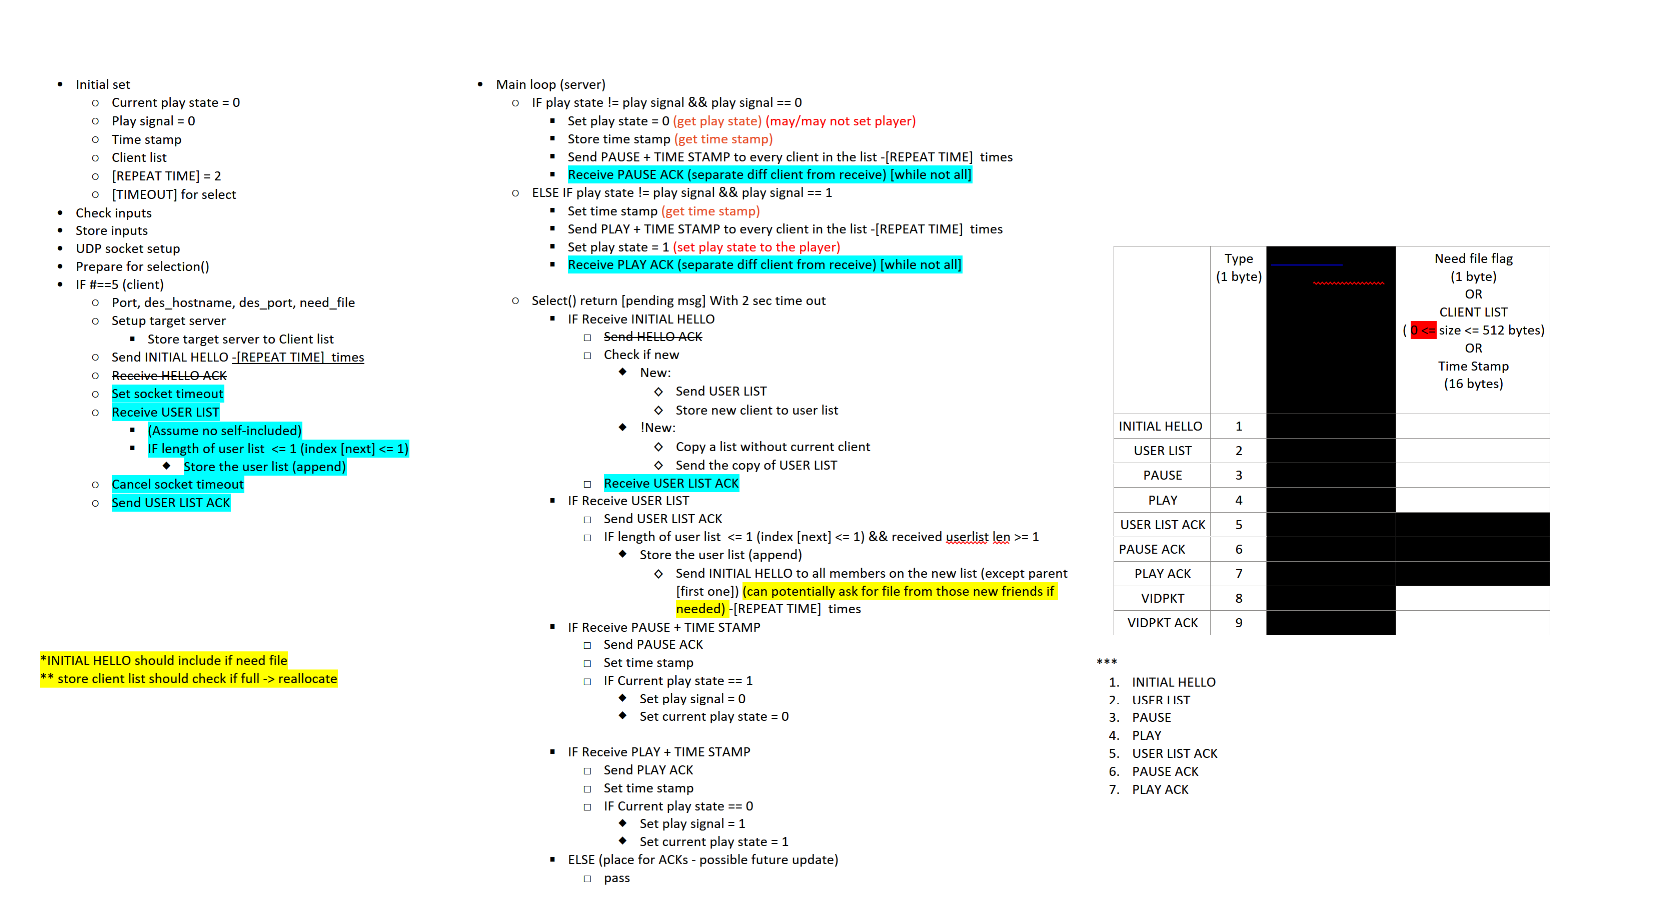 • Initial set
○ Current play state = 0
○ Play signal = 0
○ Time stamp
○ Client list
○ [REPEAT TIME] = 2
○ [TIMEOUT] for select
• Check inputs
• Store inputs
• UDP socket setup
• Prepare for selection()
• IF #==5 (client)
○ Port, des_hostname, des_port, need_file
○ Setup target server
▪ Store target server to Client list
○ Send INITIAL HELLO -[REPEAT TIME]  times
○ Receive HELLO ACK
○ Set socket timeout
○ Receive USER LIST
▪ (Assume no self-included)
▪ IF length of user list  <= 1 (index [next] <= 1)
◆ Store the user list (append)
○ Cancel socket timeout
○ Send USER LIST ACK
*INITIAL HELLO should include if need file
** store client list should check if full -> reallocate
• Main loop (server)
○ IF play state != play signal && play signal == 0
▪ Set play state = 0 (get play state) (may/may not set player)
▪ Store time stamp (get time stamp)
▪ Send PAUSE + TIME STAMP to every client in the list -[REPEAT TIME]  times
▪ Receive PAUSE ACK (separate diff client from receive) [while not all]
○ ELSE IF play state != play signal && play signal == 1
▪ Set time stamp (get time stamp)
▪ Send PLAY + TIME STAMP to every client in the list -[REPEAT TIME]  times
▪ Set play state = 1 (set play state to the player)
▪ Receive PLAY ACK (separate diff client from receive) [while not all]
○ Select() return [pending msg] With 2 sec time out
▪ IF Receive INITIAL HELLO
□ Send HELLO ACK
□ Check if new
◆ New:
◇ Send USER LIST
◇ Store new client to user list
◆ !New:
◇ Copy a list without current client
◇ Send the copy of USER LIST
□ Receive USER LIST ACK
▪ IF Receive USER LIST
□ Send USER LIST ACK
□ IF length of user list  <= 1 (index [next] <= 1) && received userlist len >= 1
◆ Store the user list (append)
◇ Send INITIAL HELLO to all members on the new list (except parent
[first one]) (can potentially ask for file from those new friends if
needed) -[REPEAT TIME]  times
▪ IF Receive PAUSE + TIME STAMP
□ Send PAUSE ACK
□ Set time stamp
□ IF Current play state == 1
◆ Set play signal = 0
◆ Set current play state = 0
▪ IF Receive PLAY + TIME STAMP
□ Send PLAY ACK
□ Set time stamp
□ IF Current play state == 0
◆ Set play signal = 1
◆ Set current play state = 1
▪ ELSE (place for ACKs - possible future update)
□ pass
Type
(1 byte)
Need file flag
(1 byte)
OR
CLIENT LIST
( 0 <= size <= 512 bytes)
OR
Time Stamp
(16 bytes)
INITIAL HELLO 1
USER LIST 2
PAUSE 3
PLAY 4
USER LIST ACK 5
PAUSE ACK 6
PLAY ACK 7
VIDPKT 8
VIDPKT ACK 9
***
1. INITIAL HELLO
2. USER LIST
3. PAUSE
4. PLAY
5. USER LIST ACK
6. PAUSE ACK
7. PLAY ACK